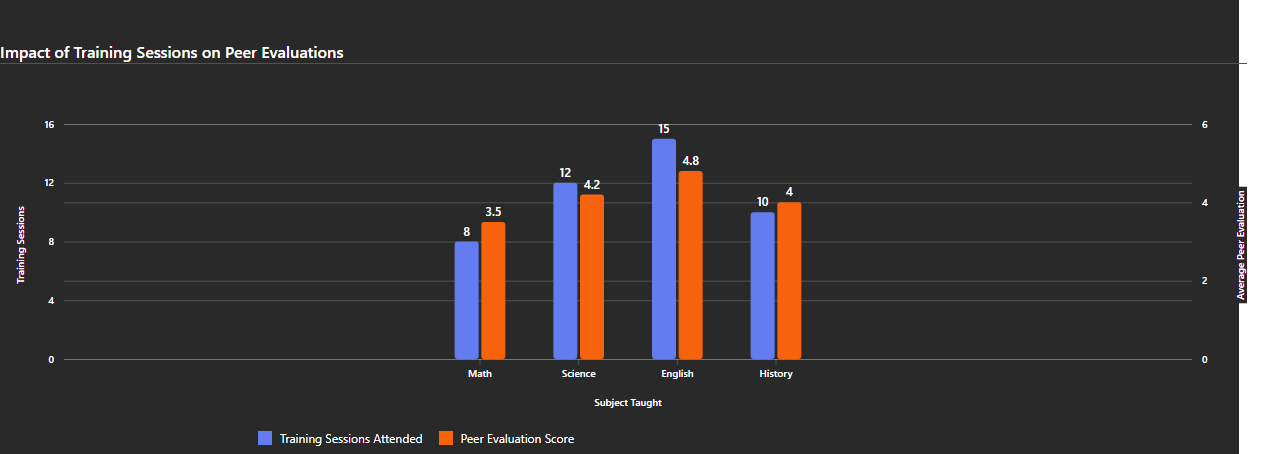 Impact of Training Sessions on Peer Evaluations
16
12
8
4
0
Training Sessions
8
3.5
12
4.2
15
4.8
10
4
6
4
2
0
Average Peer Evaluation
Math Science English History
Subject Taught
Training Sessions Attended Peer Evaluation Score